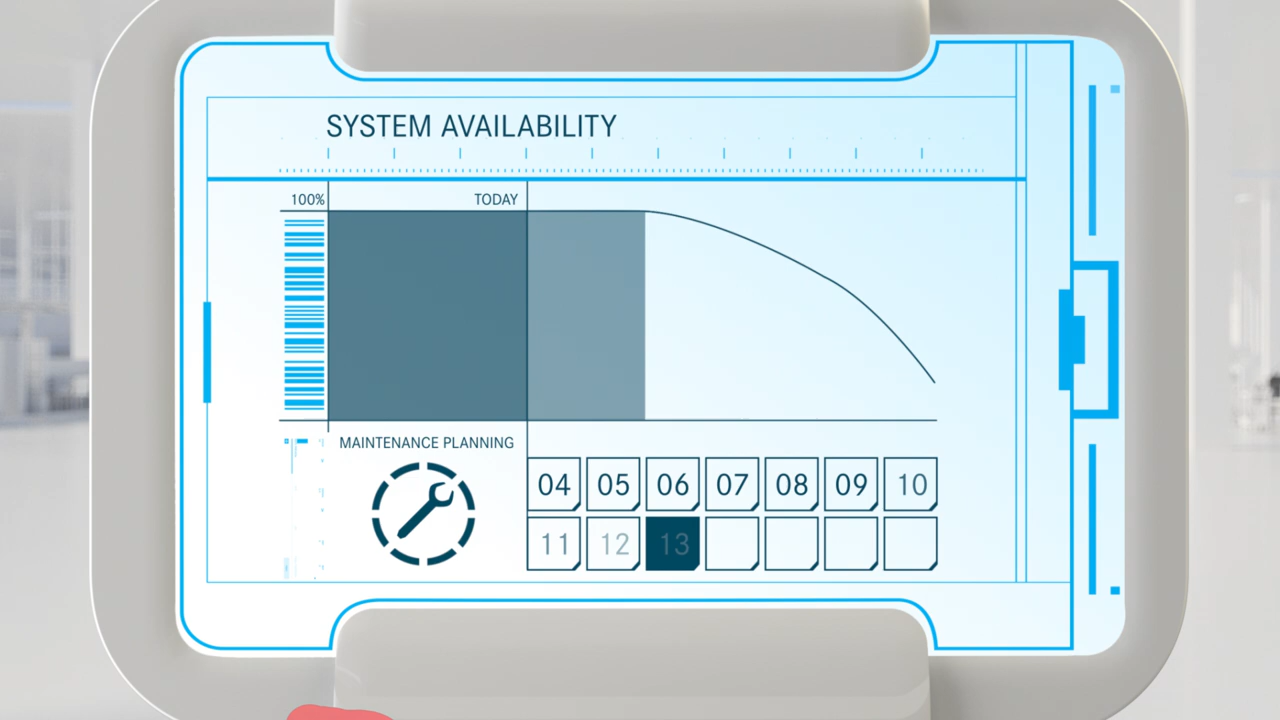 SYSTEM AVAILABILITY
100% TODAY
MAINTENANCE PLANNING
04 05 06 07 08 09 10
11 12 13